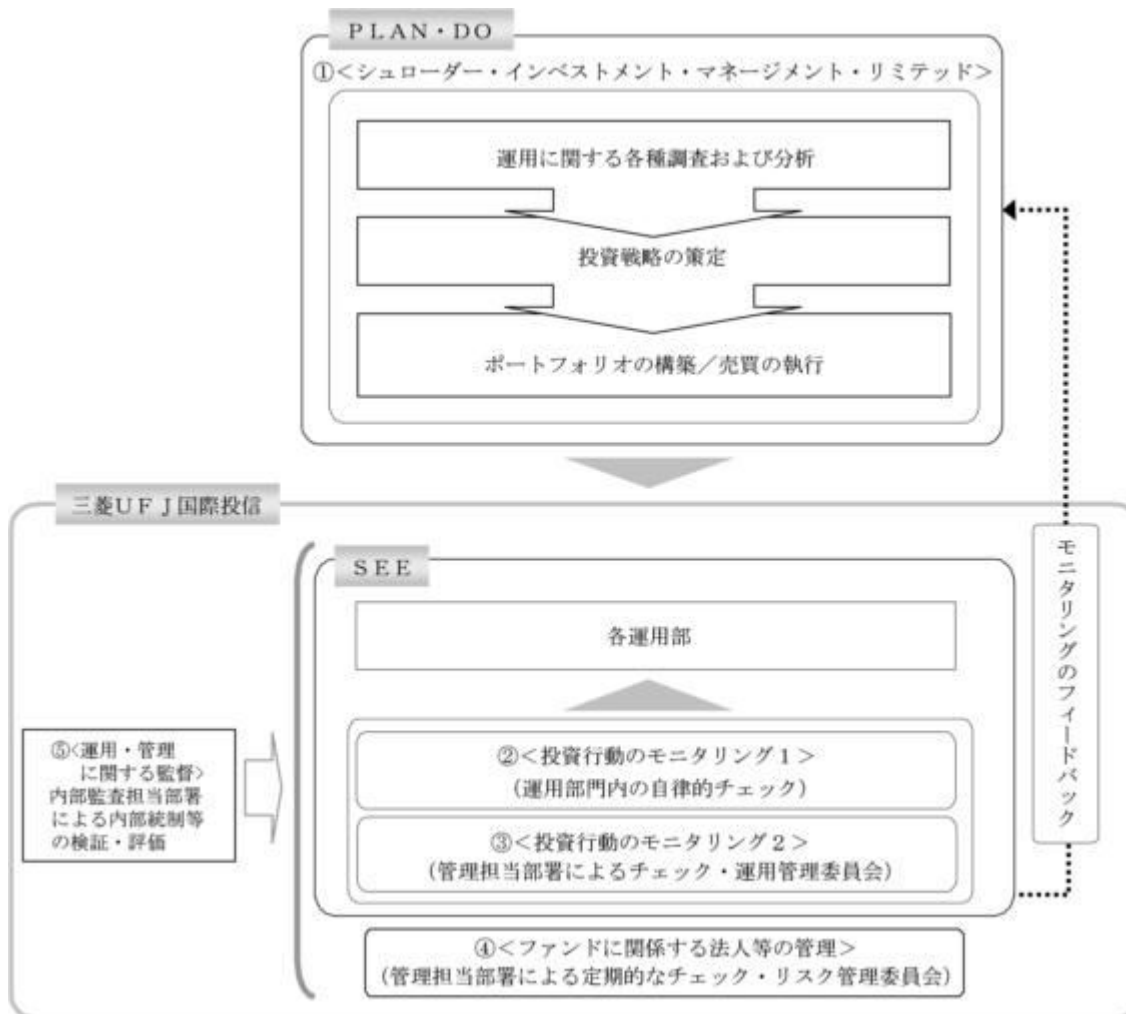 PLAN・DO
①<シュローダー・インベストメント・マネージメント・リミテッド>
運用に関する各種調査および分析
投資戦略の策定
ポートフォリオの構築／売買の執行
三菱UFJ国際投信
SEE
各運用部
②<投資行動のモニタリング1>
(運用部門内の自律的チェック)
③<投資行動のモニタリング2>
(管理担当部署によるチェック・運用管理委員会)
④<ファンドに関係する法人等の管理>
(管理担当部署による定期的なチェック・リスク管理委員会)
⑤<運用・管理
に関する監督>
内部監査担当部署
による内部統制等
の検証・評価
モニタリングのフィードバック